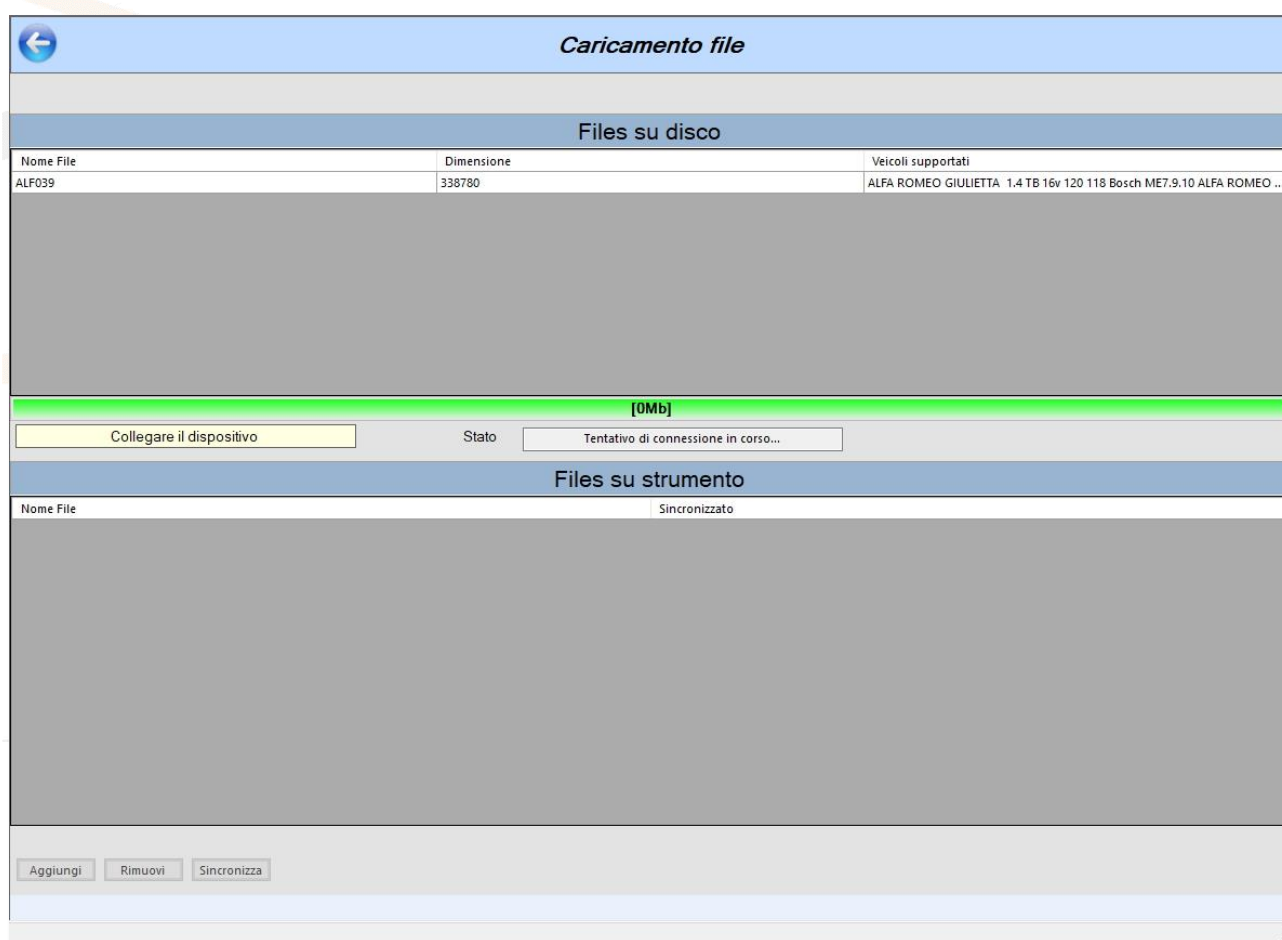 Caricamento file
Files su disco
Nome File Dimensione Veicoli supportati
ALF039 338780 ALFA ROMEO GIULIETTA 1.4 TB 16v 120 118 Bosch ME7.9.10 ALFA ROMEO ...
[0Mb]
Collegare il dispositivo Stato Tentativo di connessione in corso...
Files su strumento
Nome File Sincronizzato
Aggiungi Rimuovi Sincronizza